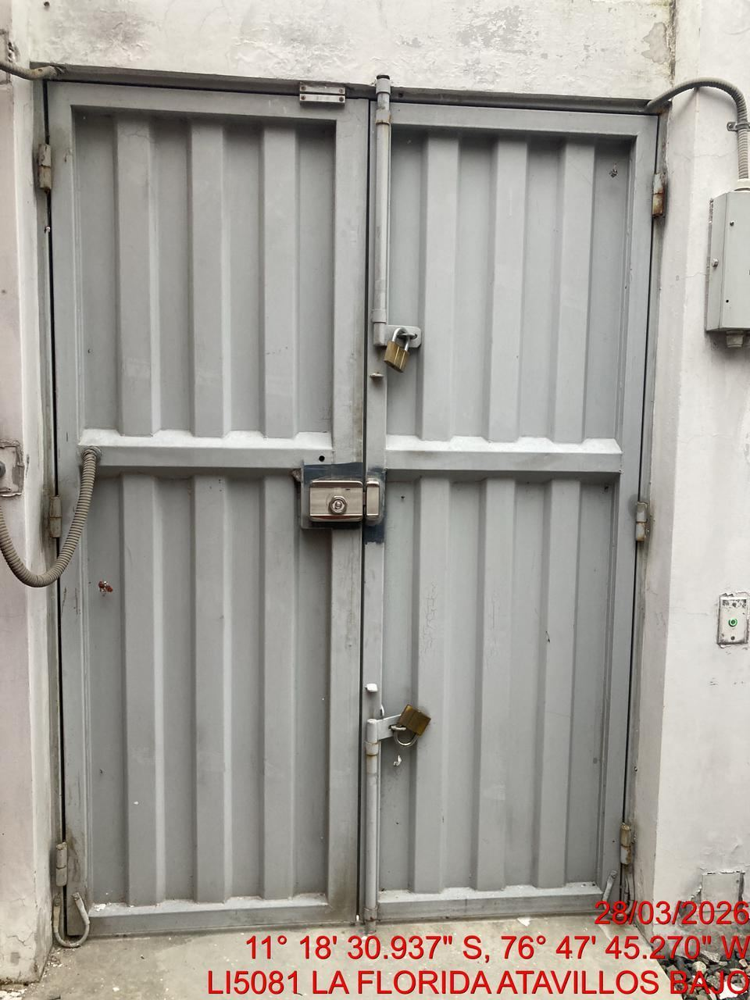 28/03/2026
11° 18' 30.937" S, 76° 47' 45.270" W
LI5081 LA FLORIDA ATAVILLOS BAJO